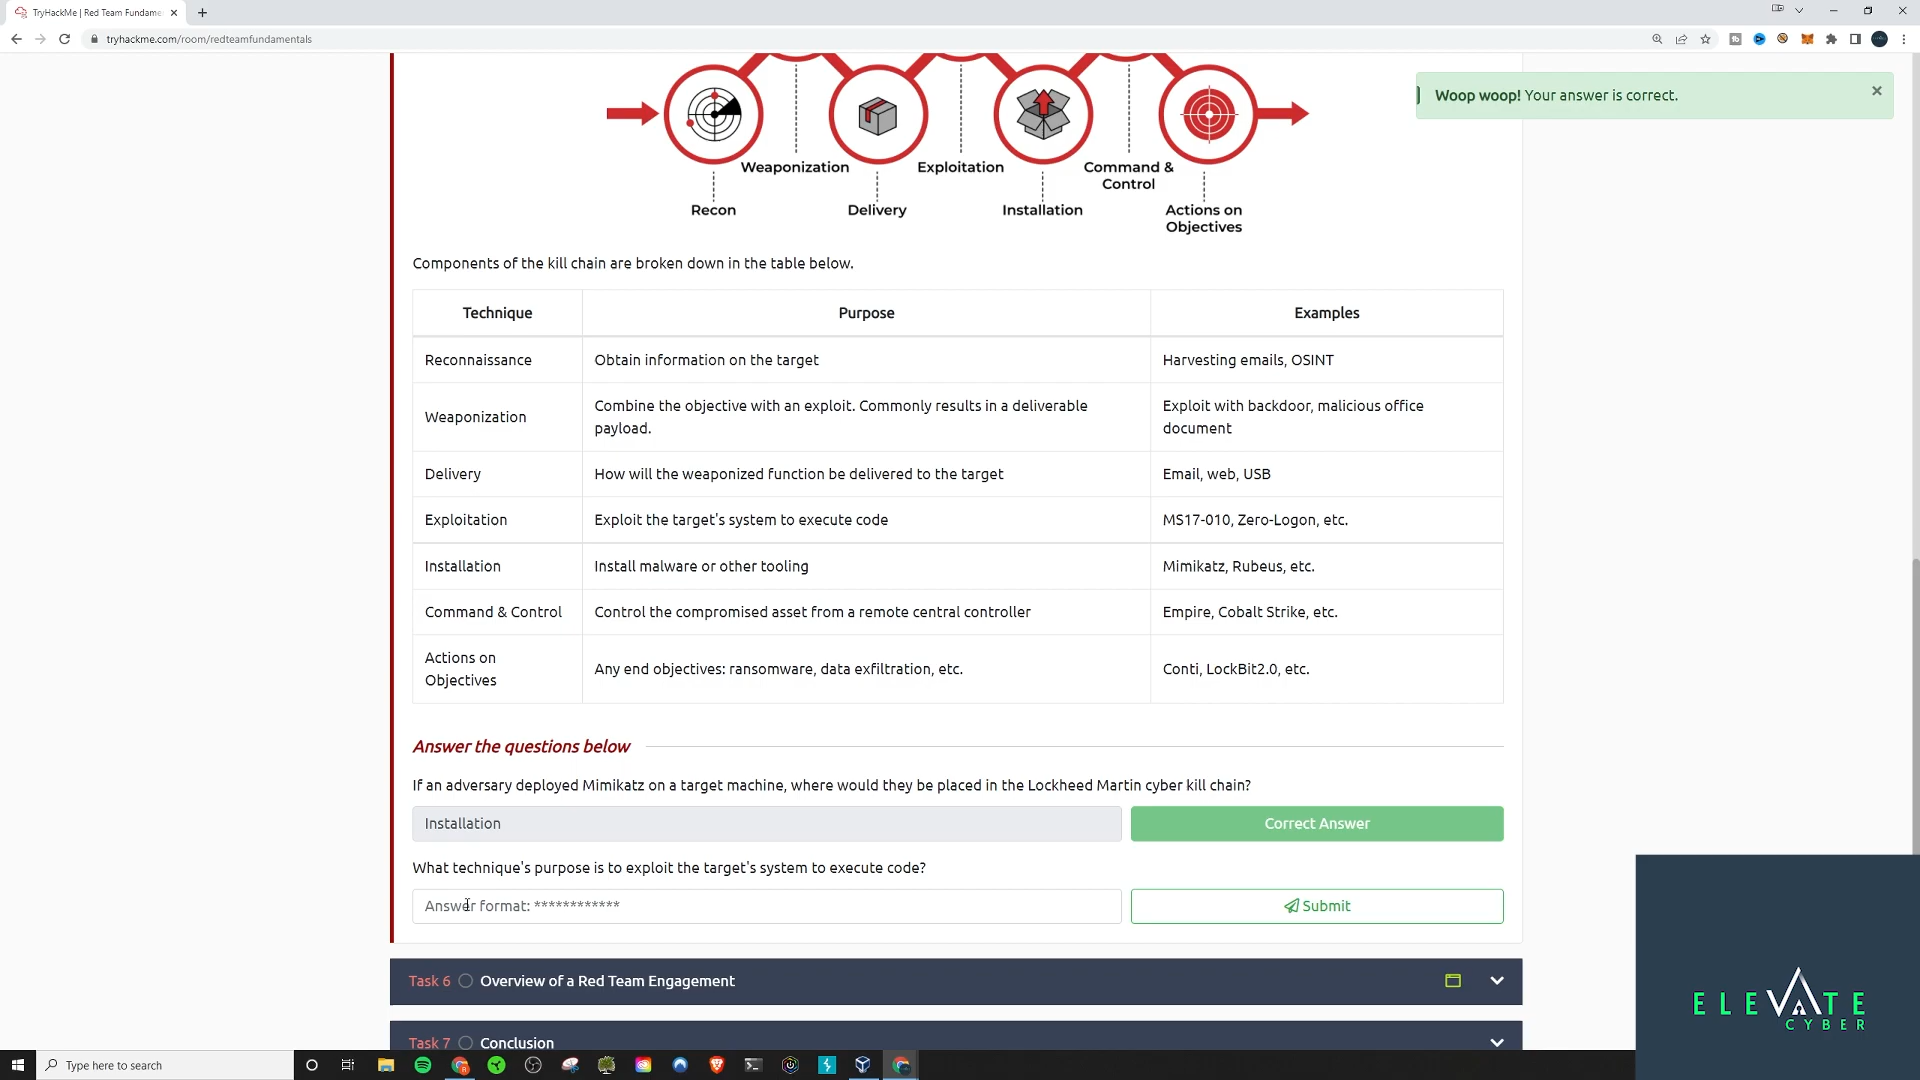 TryHackMe | Red Team Fundame
tryhackme.com/room/redteamfundamentals
Woop woop! Your answer is correct.
Weaponization
Exploitation
Command &
Control
Recon
Delivery
Installation
Actions on
Objectives
Components of the kill chain are broken down in the table below.
Technique Purpose Examples
Reconnaissance Obtain information on the target Harvesting emails, OSINT
Weaponization Combine the objective with an exploit. Commonly results in a deliverable payload. Exploit with backdoor, malicious office document
Delivery How will the weaponized function be delivered to the target Email, web, USB
Exploitation Exploit the target's system to execute code MS17-010, Zero-Logon, etc.
Installation Install malware or other tooling Mimikatz, Rubeus, etc.
Command & Control Control the compromised asset from a remote central controller Empire, Cobalt Strike, etc.
Actions on Objectives Any end objectives: ransomware, data exfiltration, etc. Conti, LockBit2.0, etc.
Answer the questions below
If an adversary deployed Mimikatz on a target machine, where would they be placed in the Lockheed Martin cyber kill chain?
Installation Correct Answer
What technique's purpose is to exploit the target's system to execute code?
Answer format: ************ Submit
Task 6 Overview of a Red Team Engagement
Task 7 Conclusion
ELEVATE
CYBER
Type here to search